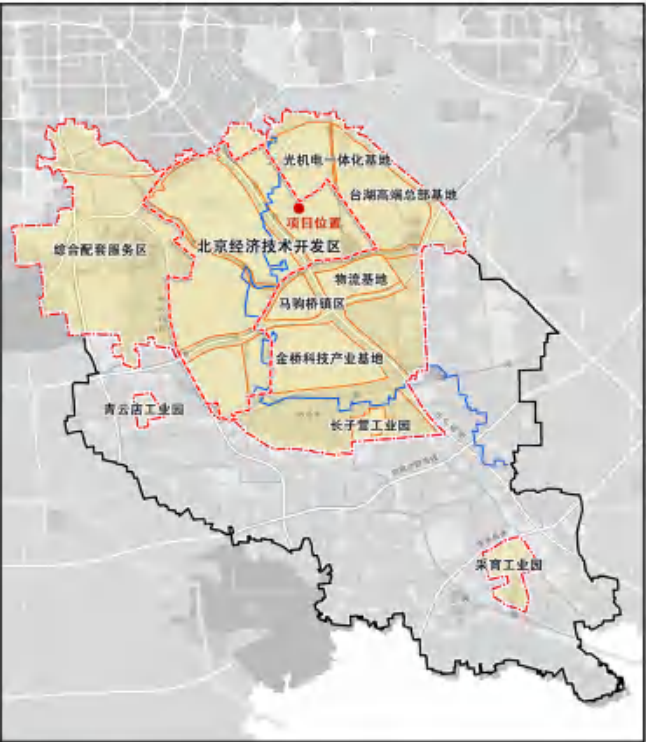 光机电一体化基地
台湖高端总部基地
项目位置
北京经济技术开发区
综合配套服务区
物流基地
马驹桥镇区
金桥科技产业基地
青云店工业园
长子营工业园
采育工业园